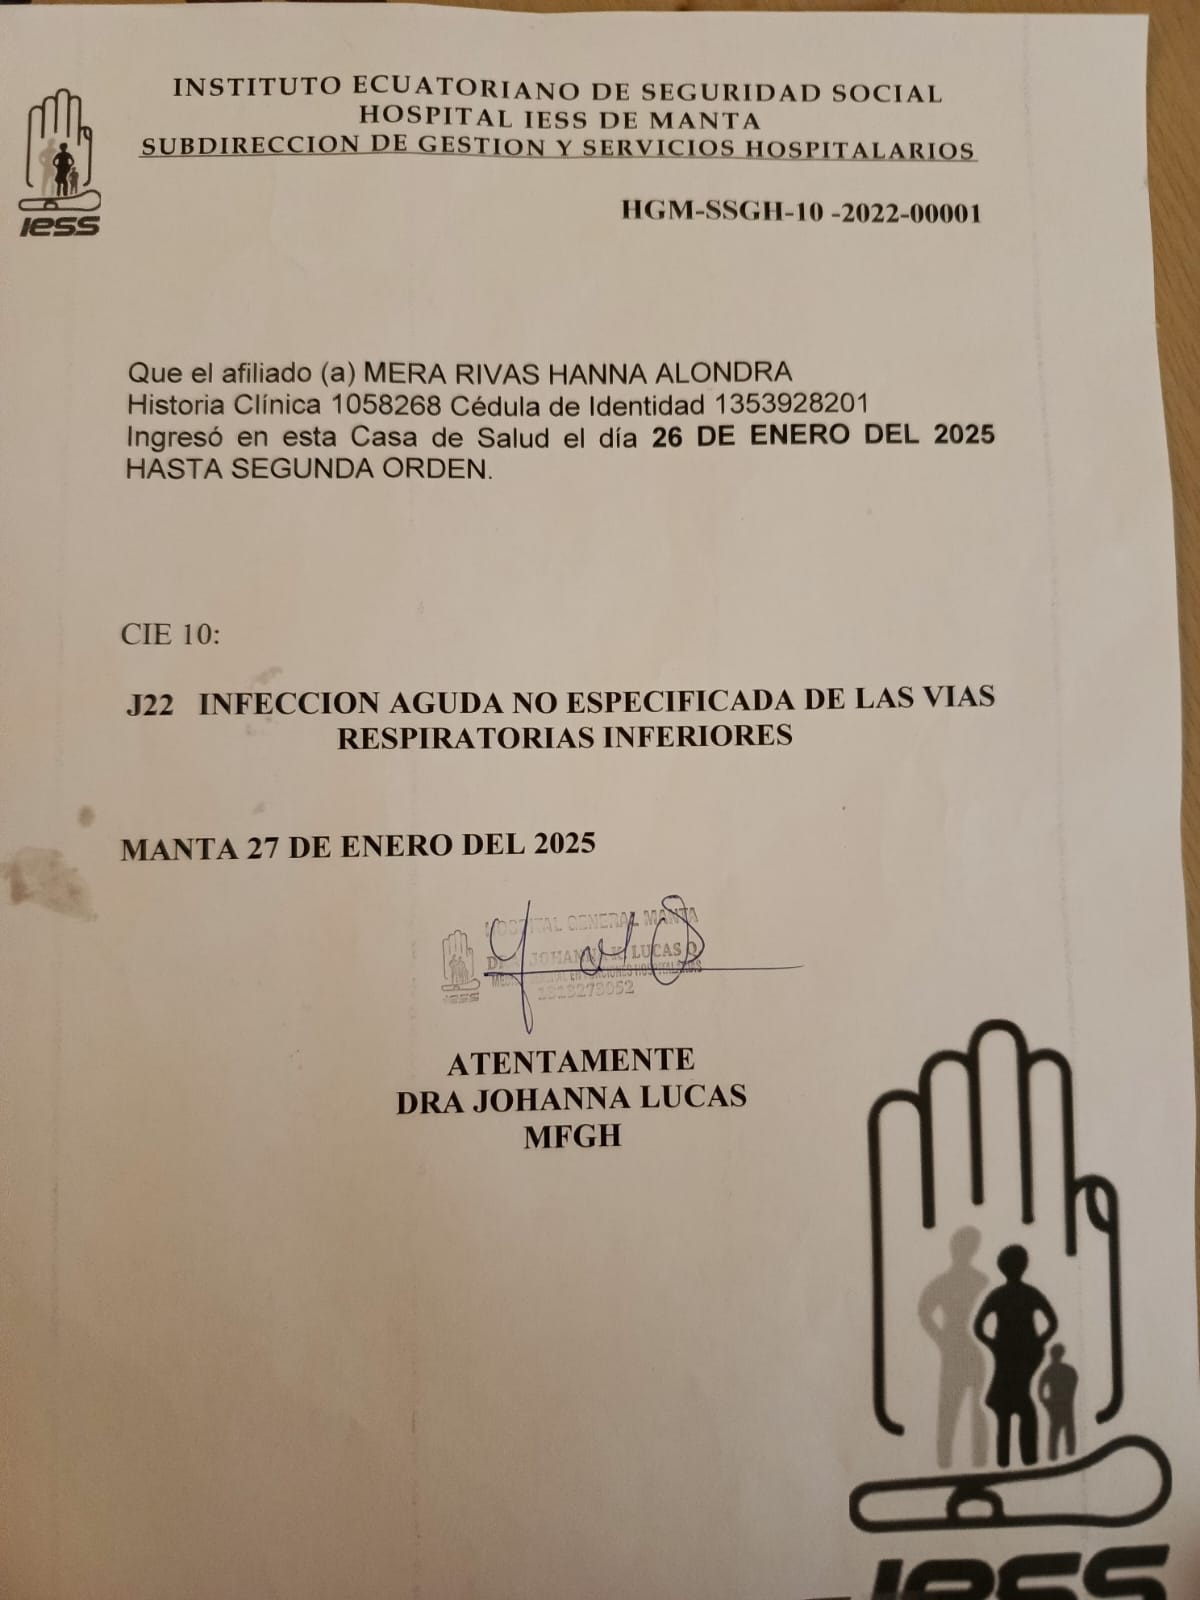 INSTITUTO ECUATORIANO DE SEGURIDAD SOCIAL
HOSPITAL IESS DE MANTA
SUBDIRECCION DE GESTION Y SERVICIOS HOSPITALARIOS
iess
HGM-SSGH-10 -2022-00001
Que el afiliado (a) MERA RIVAS HANNA ALONDRA
Historia Clínica 1058268 Cédula de Identidad 1353928201
Ingresó en esta Casa de Salud el día 26 DE ENERO DEL 2025
HASTA SEGUNDA ORDEN.
CIE 10:
J22 INFECCION AGUDA NO ESPECIFICADA DE LAS VIAS
RESPIRATORIAS INFERIORES
MANTA 27 DE ENERO DEL 2025
HOSPITAL GENERAL MANTA
JOHANNA LUCAS
iess
ATENTAMENTE
DRA JOHANNA LUCAS
MFGH
iess